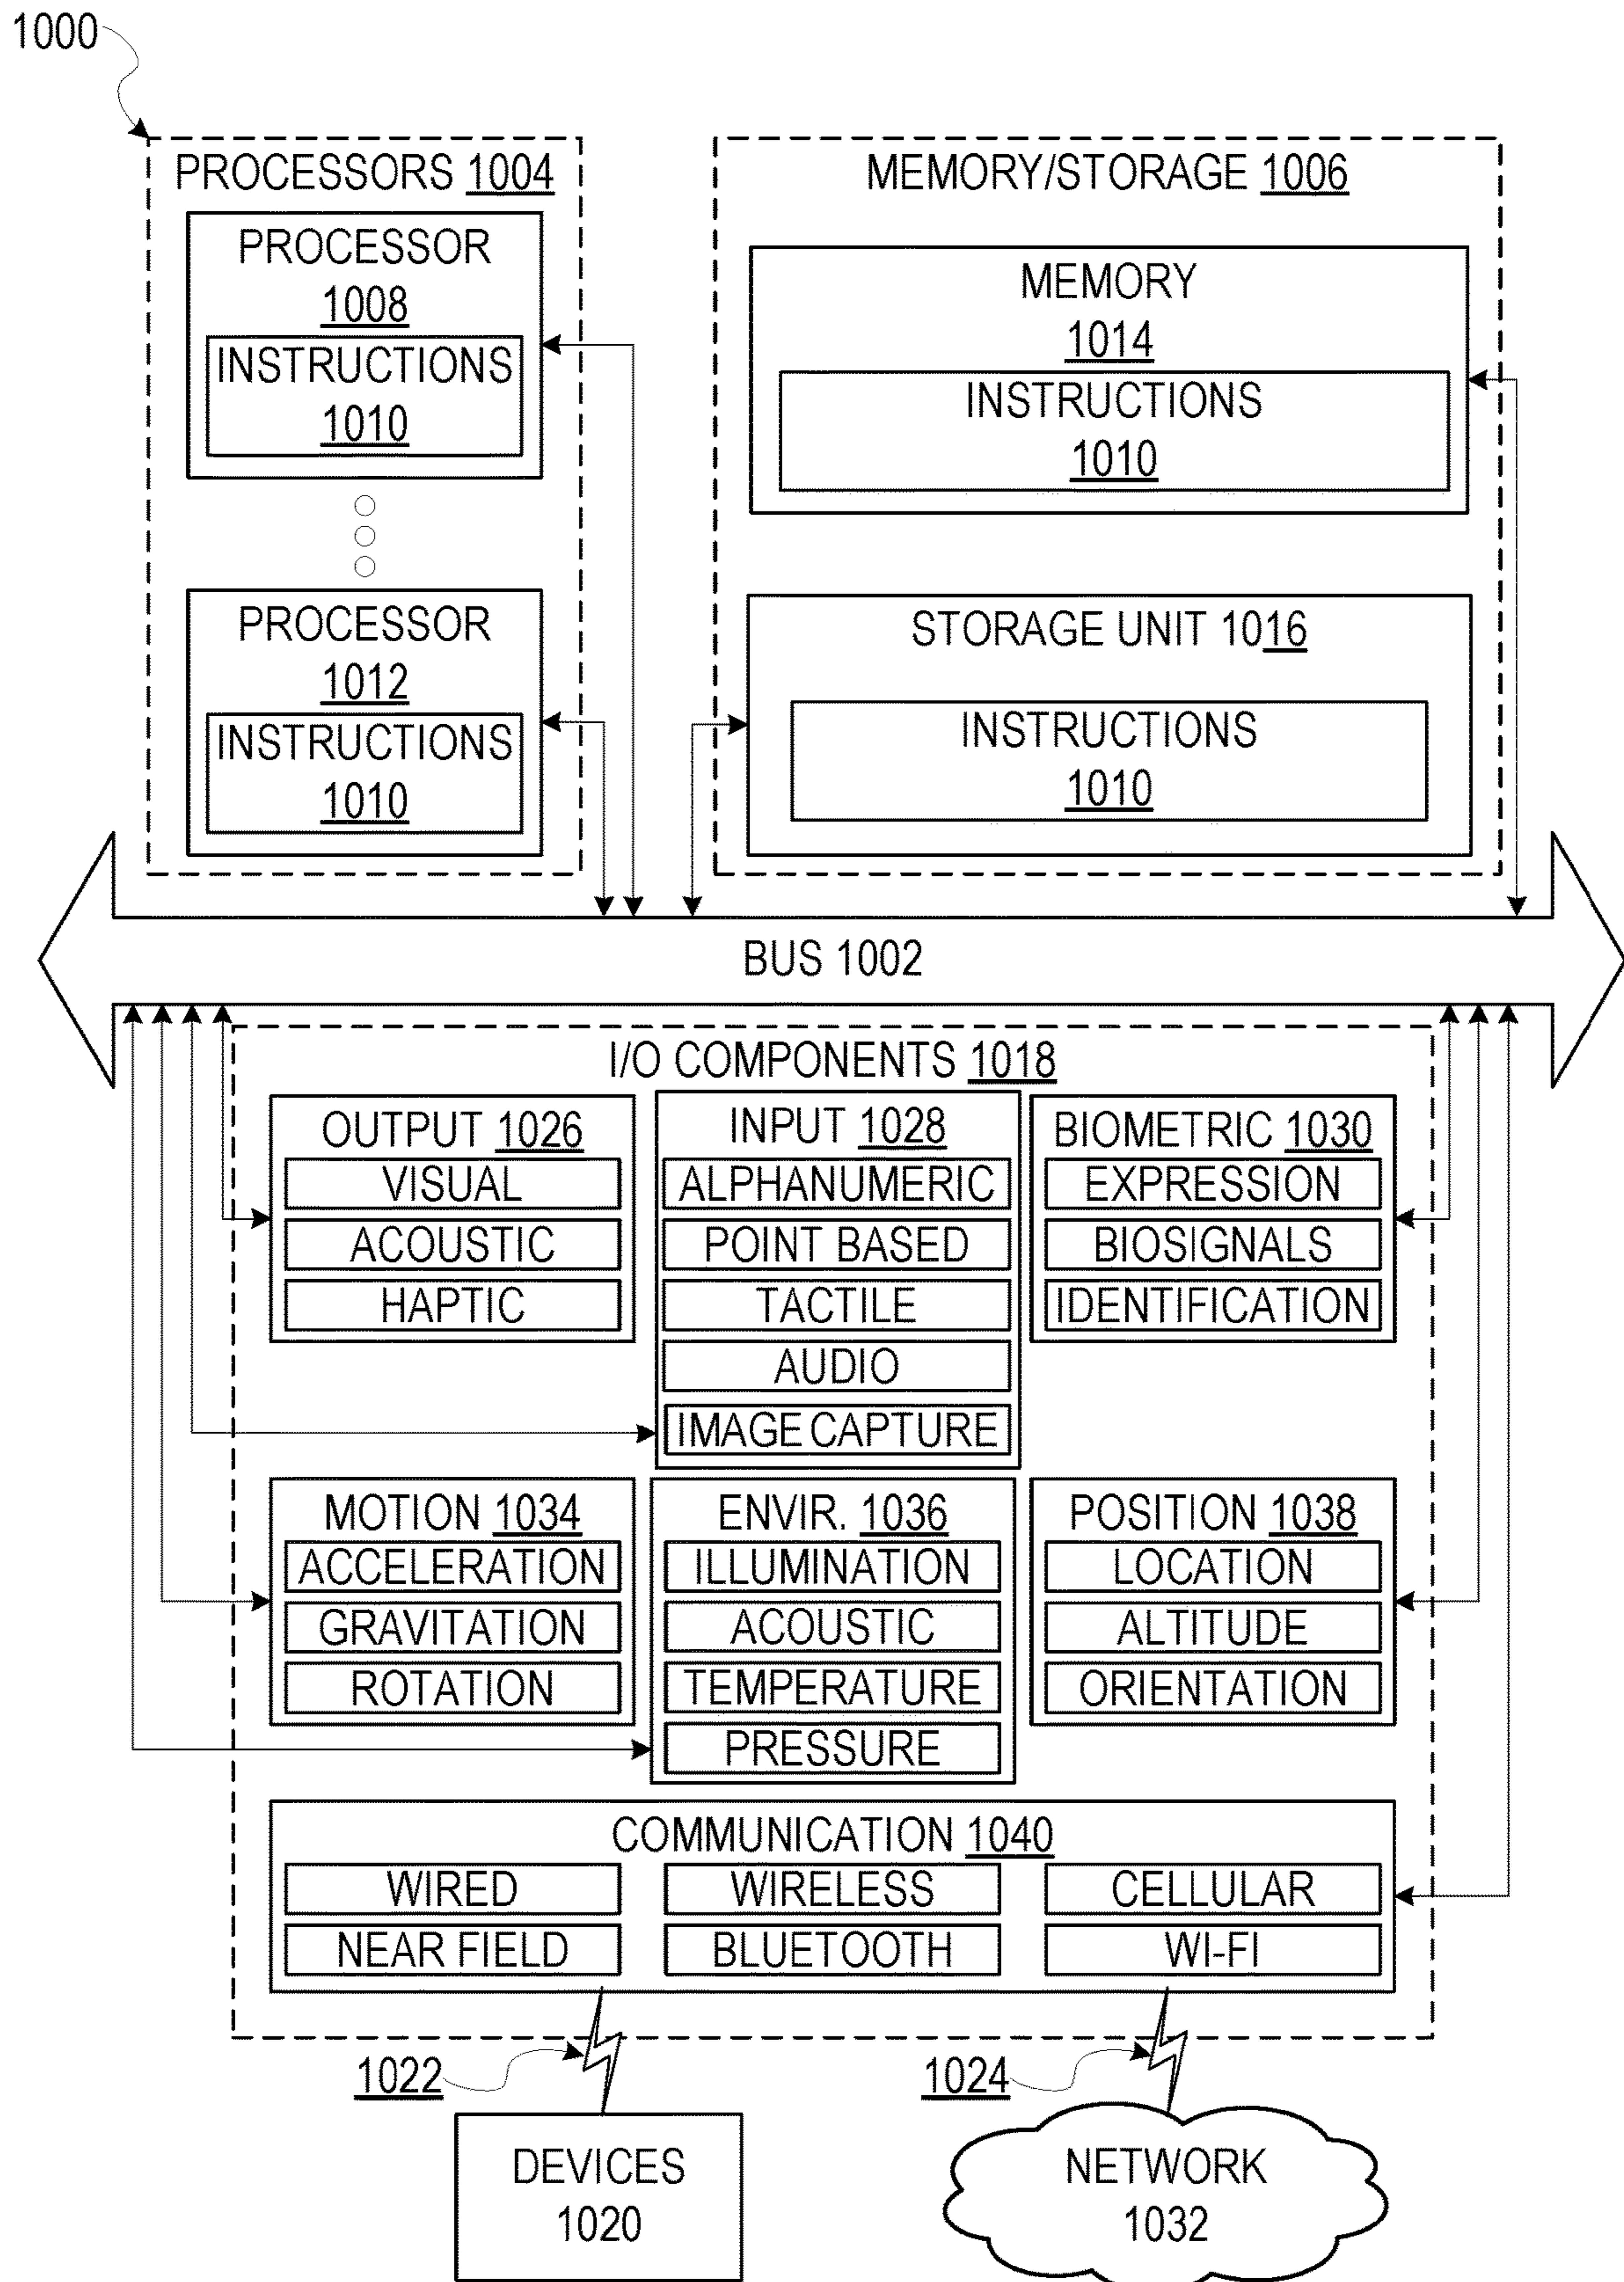 1000
PROCESSORS 1004
PROCESSOR
1008
INSTRUCTIONS
1010
PROCESSOR
1012
INSTRUCTIONS
1010
MEMORY/STORAGE 1006
MEMORY
1014
INSTRUCTIONS
1010
STORAGE UNIT 1016
INSTRUCTIONS
1010
BUS 1002
I/O COMPONENTS 1018
OUTPUT 1026
VISUAL
ACOUSTIC
HAPTIC
INPUT 1028
ALPHANUMERIC
POINT BASED
TACTILE
AUDIO
IMAGE CAPTURE
BIOMETRIC 1030
EXPRESSION
BIOSIGNALS
IDENTIFICATION
MOTION 1034
ACCELERATION
GRAVITATION
ROTATION
ENVIR. 1036
ILLUMINATION
ACOUSTIC
TEMPERATURE
PRESSURE
POSITION 1038
LOCATION
ALTITUDE
ORIENTATION
COMMUNICATION 1040
WIRED
WIRELESS
CELLULAR
NEAR FIELD
BLUETOOTH
WI-FI
1022
1024
DEVICES
1020
NETWORK
1032